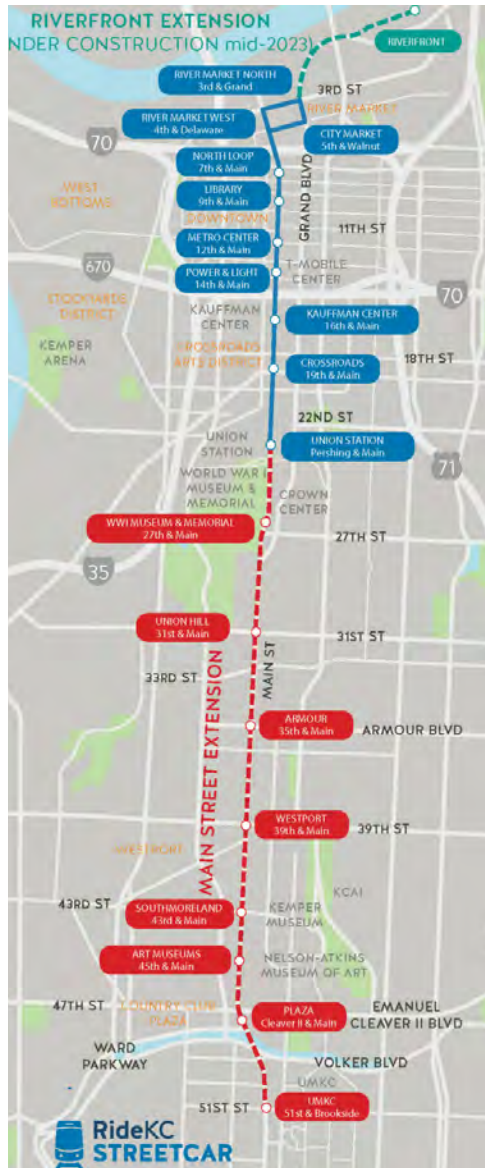 RIVERFRONT EXTENSION
NDER CONSTRUCTION mid-2023)
RIVERFRONT
RIVER MARKET NORTH
3rd & Grand
3RD ST
RIVER MARKET
RIVER MARKET WEST
4th & Delaware
CITY MARKET
5th & Walnut
70
NORTH LOOP
7th & Main
GRAND BLVD
WEST
BOTTOMS
LIBRARY
9th & Main
DOWNTOWN
11TH ST
METRO CENTER
12th & Main
670
POWER & LIGHT
14th & Main
T-MOBILE
CENTER
70
STOCKYARDS
DISTRICT
KAUFFMAN
CENTER
KAUFFMAN CENTER
16th & Main
KEMPER
ARENA
CROSSROADS
ARTS DISTRICT
18TH ST
CROSSROADS
19th & Main
22ND ST
UNION
STATION
UNION STATION
Pershing & Main
71
WORLD WAR I
MUSEUM &
MEMORIAL
CROWN
CENTER
WWI MUSEUM & MEMORIAL
27th & Main
27TH ST
35
UNION HILL
31st & Main
31ST ST
MAIN ST
33RD ST
MAIN STREET EXTENSION
ARMOUR
35th & Main
ARMOUR BLVD
WESTPORT
39th & Main
39TH ST
WESTPORT
KCAI
43RD ST
SOUTHMORELAND
43rd & Main
KEMPER
MUSEUM
ART MUSEUMS
45th & Main
NELSON-ATKINS
MUSEUM OF ART
47TH ST
COUNTRY CLUB
PLAZA
PLAZA
Cleaver II & Main
EMANUEL
CLEAVER II BLVD
WARD
PARKWAY
VOLKER BLVD
UMKC
51ST ST
UMKC
51st & Brookside
RideKC
STREETCAR